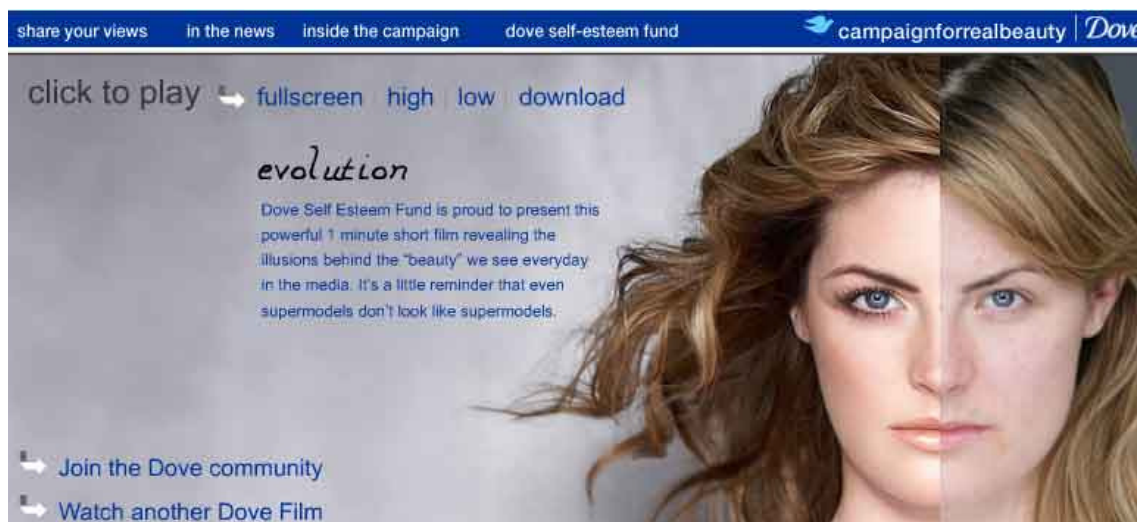 share your views in the news inside the campaign dove self-esteem fund campaignforrealbeauty Dove
click to play fullscreen high low download
evolution
Dove Self Esteem Fund is proud to present this
powerful 1 minute short film revealing the
illusions behind the "beauty" we see everyday
in the media. It's a little reminder that even
supermodels don't look like supermodels.
Join the Dove community
Watch another Dove Film